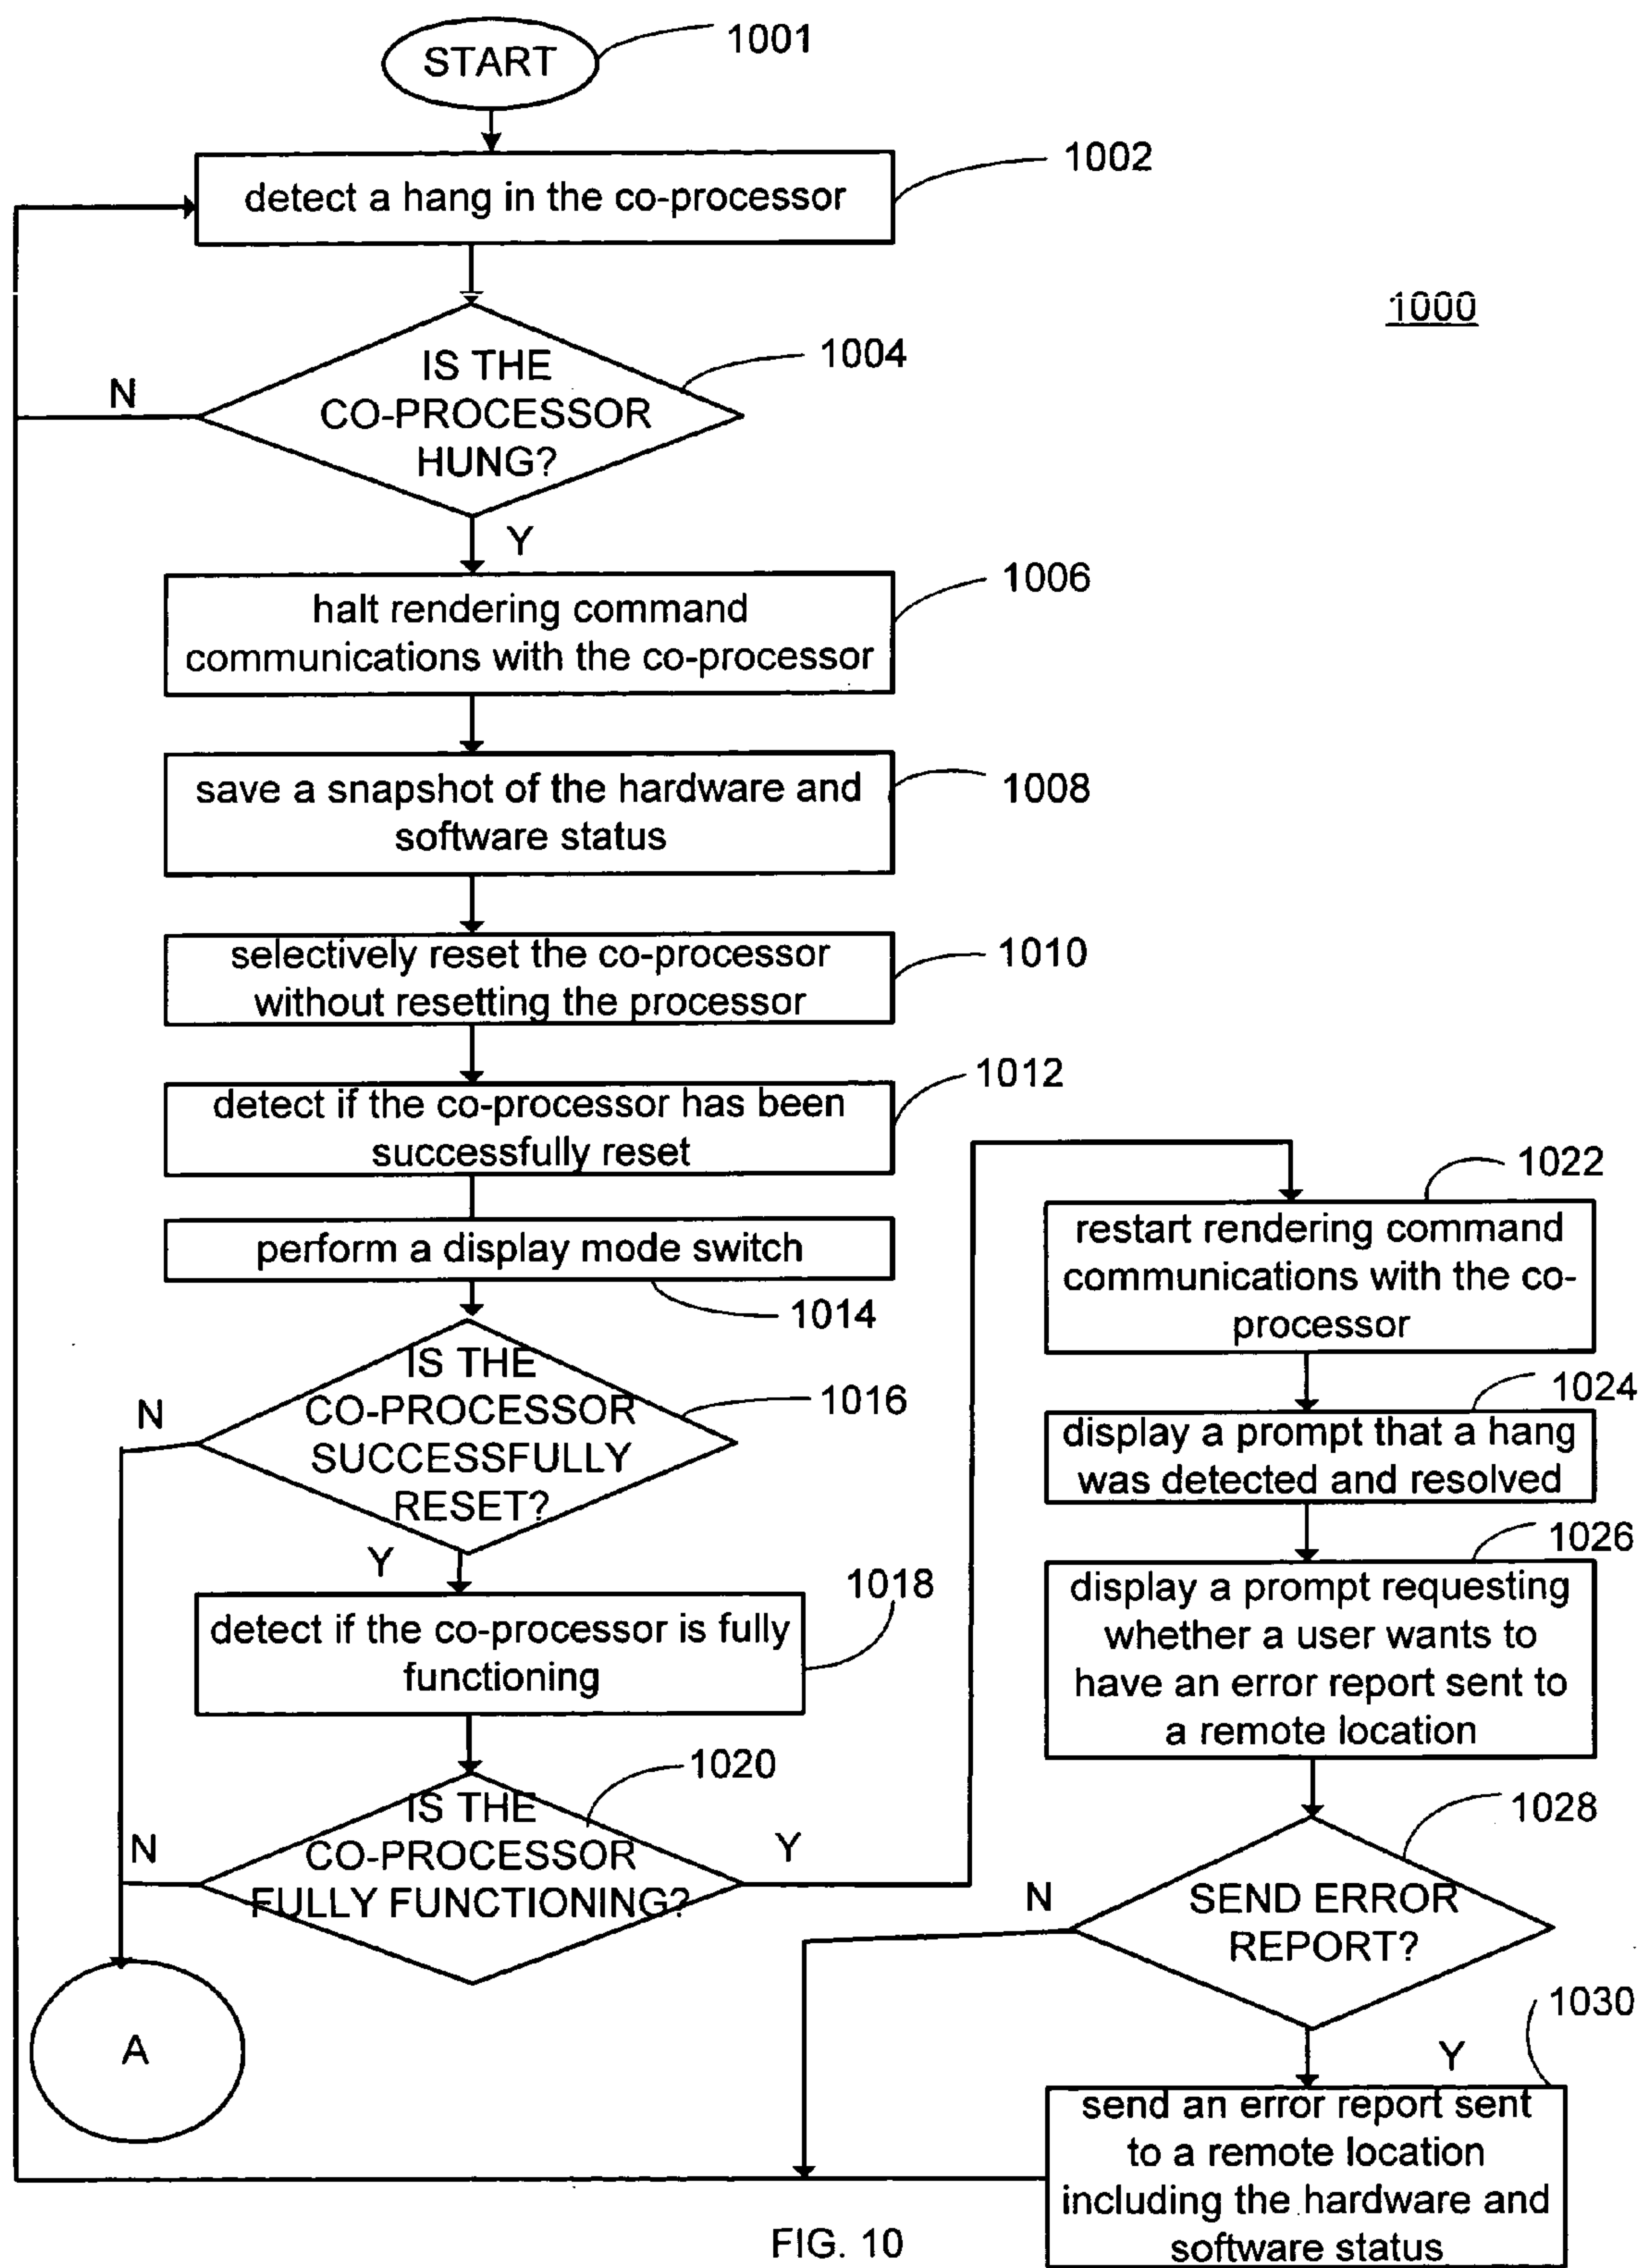 START
1001
detect a hang in the co-processor
1002
1000
IS THE
CO-PROCESSOR
HUNG?
1004
N
Y
halt rendering command
communications with the co-processor
1006
save a snapshot of the hardware and
software status
1008
selectively reset the co-processor
without resetting the processor
1010
detect if the co-processor has been
successfully reset
1012
perform a display mode switch
1014
IS THE
CO-PROCESSOR
SUCCESSFULLY
RESET?
1016
N
Y
detect if the co-processor is fully
functioning
1018
IS THE
CO-PROCESSOR
FULLY FUNCTIONING?
1020
N
Y
A
restart rendering command
communications with the co-
processor
1022
display a prompt that a hang
was detected and resolved
1024
display a prompt requesting
whether a user wants to
have an error report sent to
a remote location
1026
SEND ERROR
REPORT?
1028
N
Y
send an error report sent
to a remote location
including the hardware and
software status
1030
FIG. 10